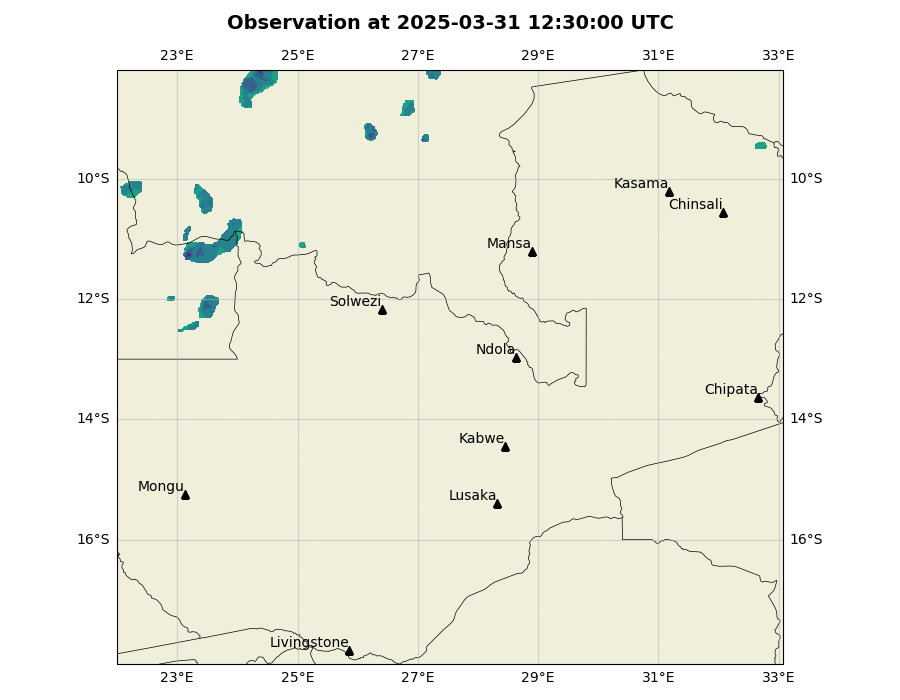 Observation at 2025-03-31 12:30:00 UTC
23°E 25°E 27°E 29°E 31°E 33°E
10°S 10°S
Kasama
Chinsali
Mansa
12°S 12°S
Solwezi
Ndola
Chipata
14°S 14°S
Kabwe
Mongu
Lusaka
16°S 16°S
Livingstone
23°E 25°E 27°E 29°E 31°E 33°E